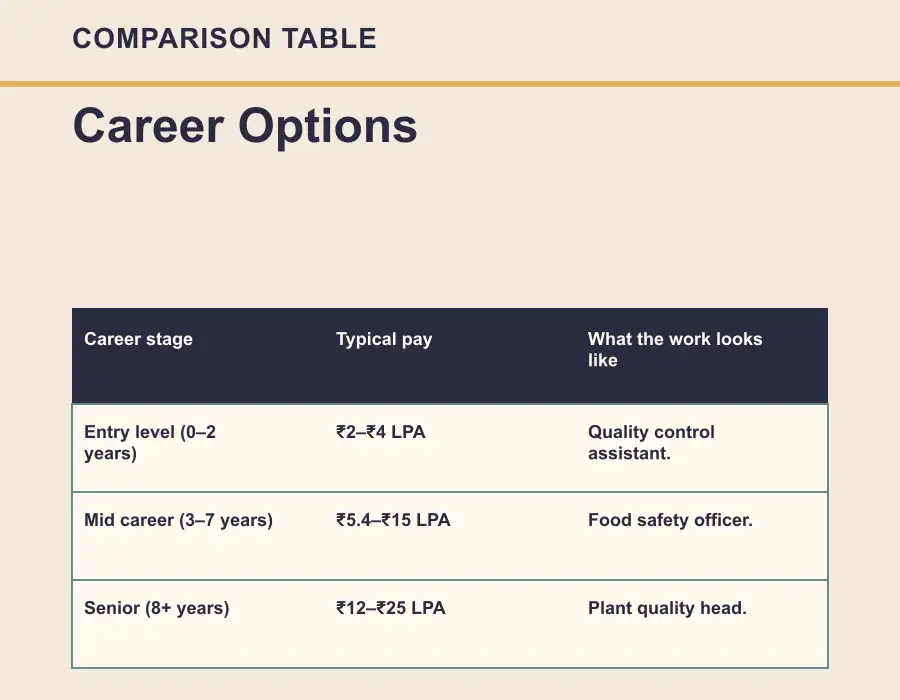 COMPARISON TABLE
Career Options
Career stage
Typical pay
What the work looks
like
Entry level (0–2
years)
₹2–₹4 LPA
Quality control
assistant.
Mid career (3–7 years)
₹5.4–₹15 LPA
Food safety officer.
Senior (8+ years)
₹12–₹25 LPA
Plant quality head.